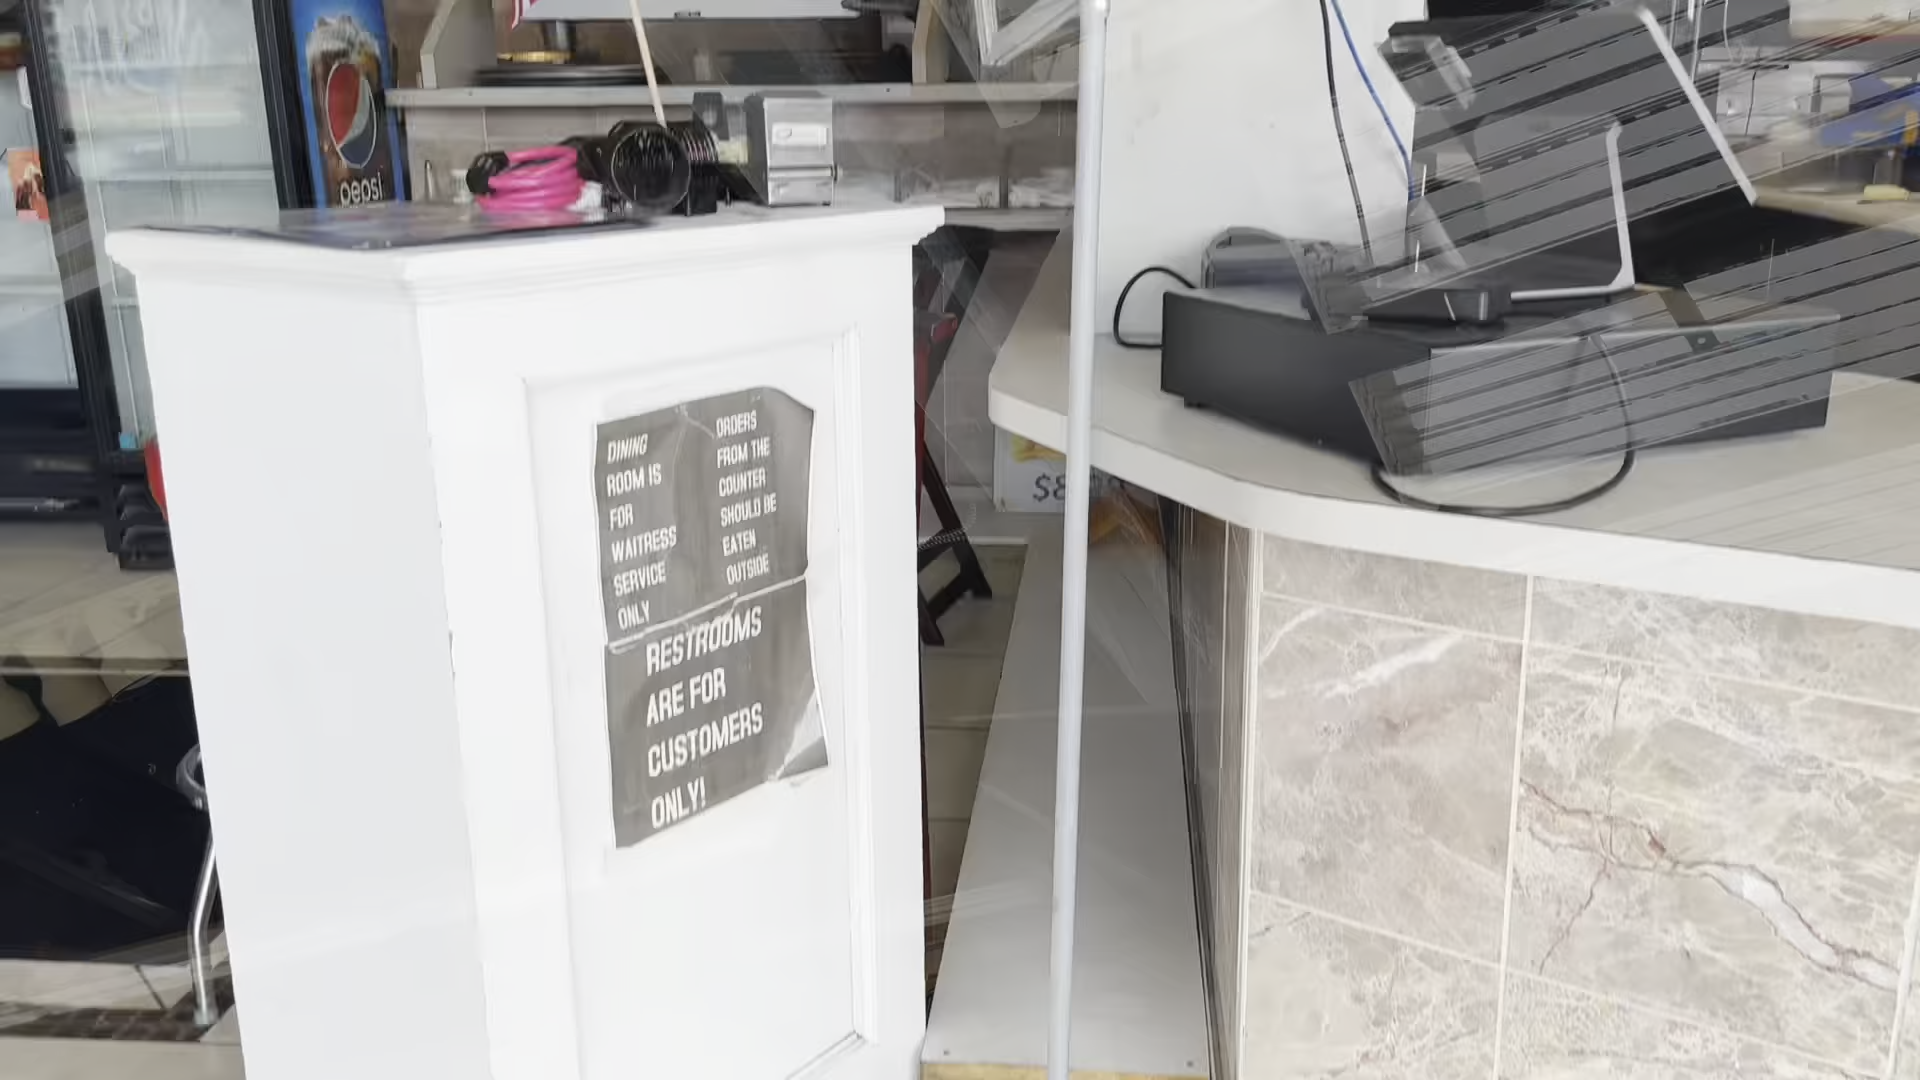 pepsi
DINING
ROOM IS
FOR
WAITRESS
SERVICE
ONLY
ORDERS
FROM THE
COUNTER
SHOULD BE
EATEN
OUTSIDE
RESTROOMS
ARE FOR
CUSTOMERS
ONLY!